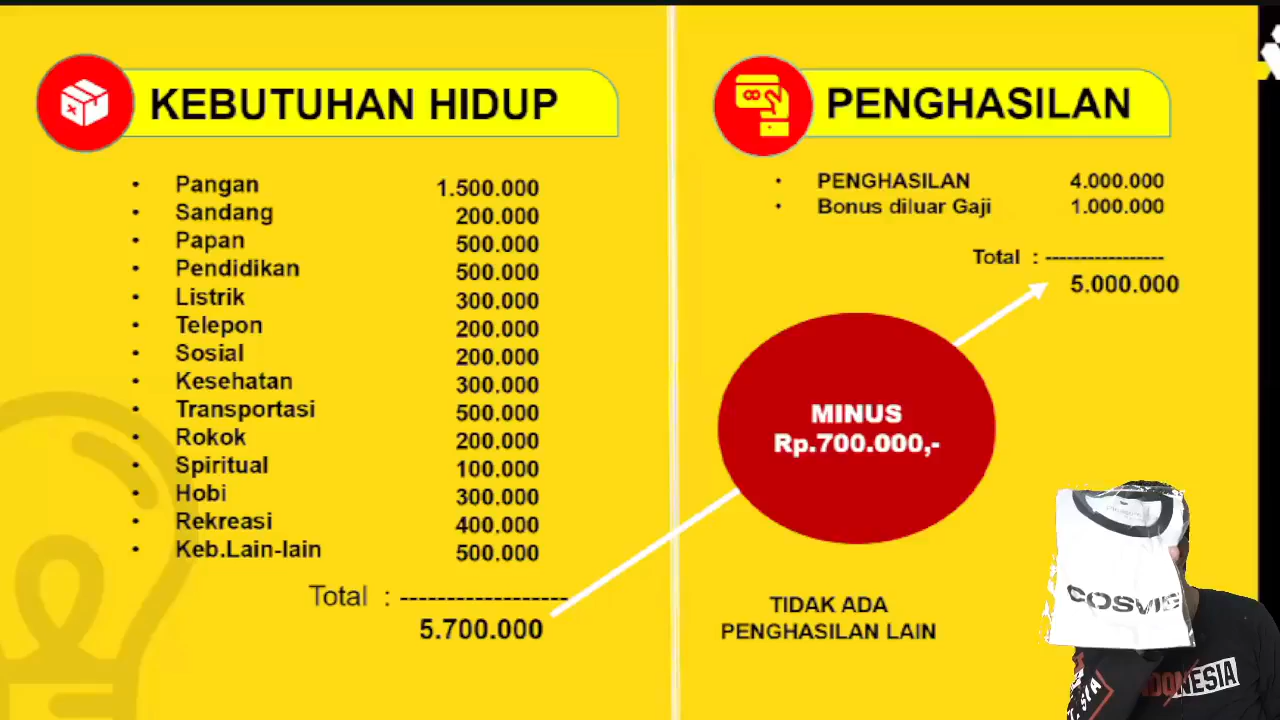 KEBUTUHAN HIDUP
• Pangan 1.500.000
• Sandang 200.000
• Papan 500.000
• Pendidikan 500.000
• Listrik 300.000
• Telepon 200.000
• Sosial 200.000
• Kesehatan 300.000
• Transportasi 500.000
• Rokok 200.000
• Spiritual 100.000
• Hobi 300.000
• Rekreasi 400.000
• Keb.Lain-lain 500.000
Total : ------------------
5.700.000
PENGHASILAN
• PENGHASILAN 4.000.000
• Bonus diluar Gaji 1.000.000
Total : -----------------
5.000.000
MINUS
Rp.700.000,-
TIDAK ADA
PENGHASILAN LAIN
INDONESIA